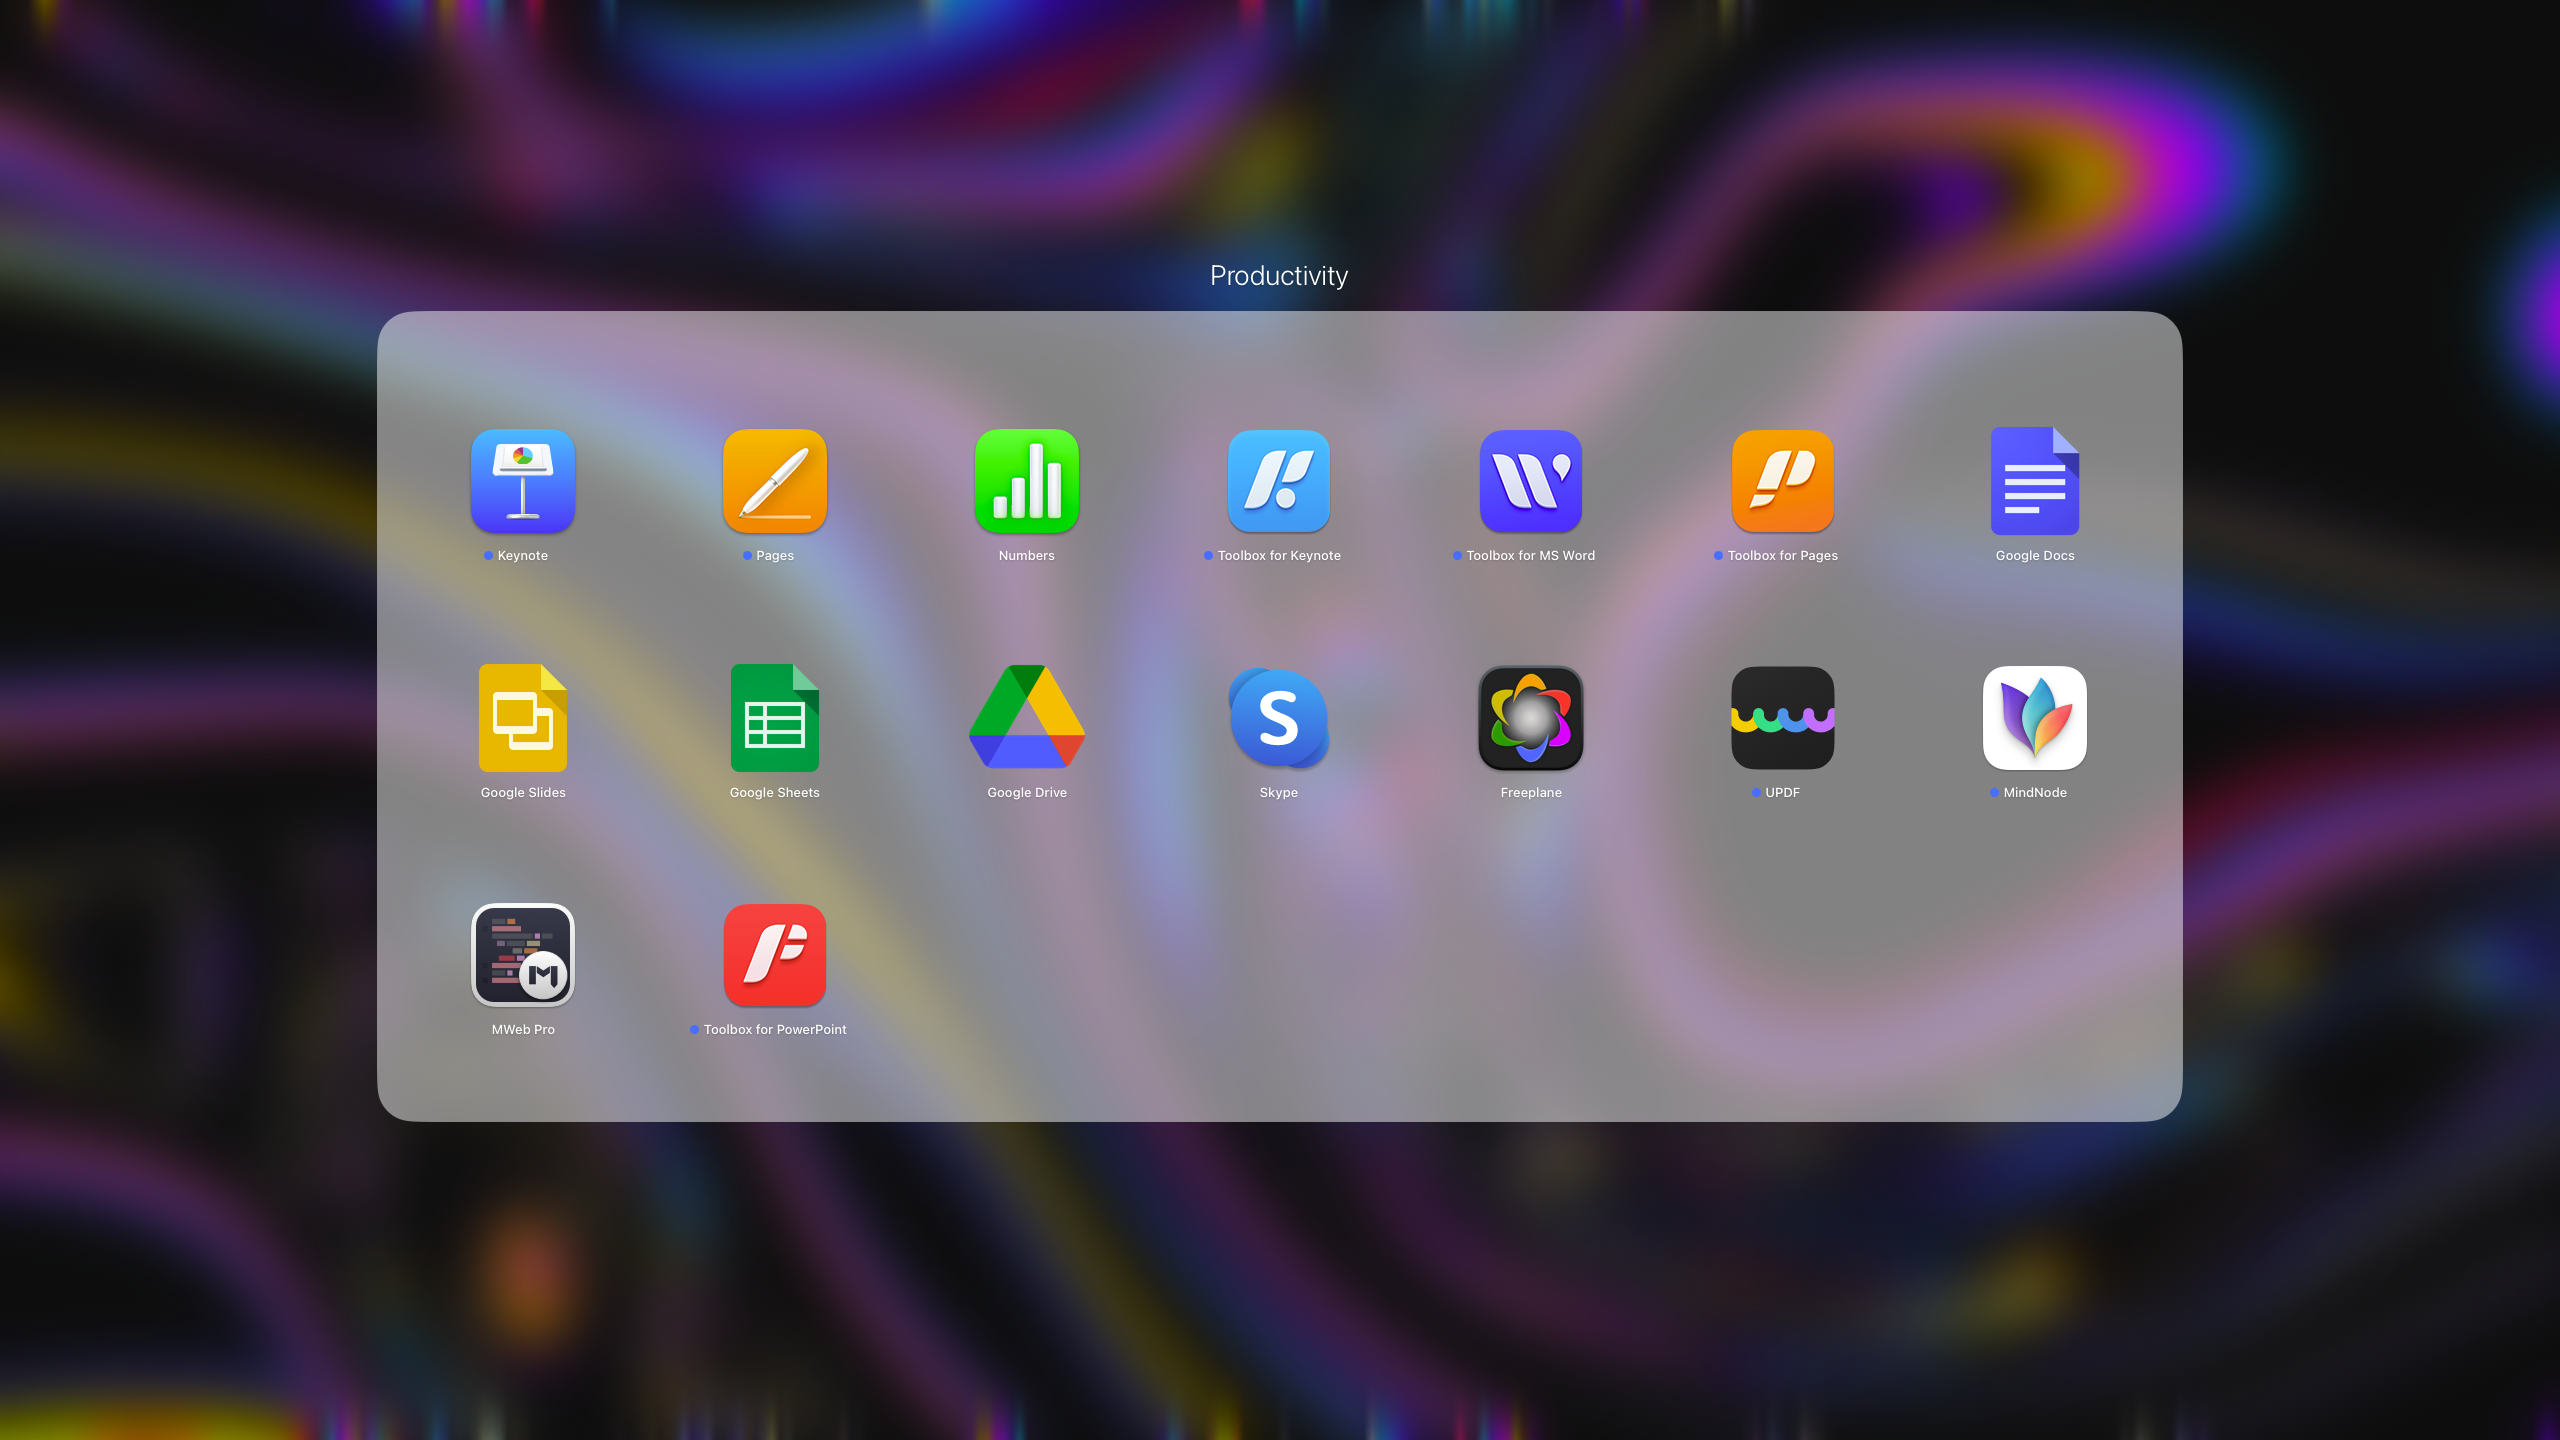 Productivity
Keynote
Pages
Numbers
Toolbox for Keynote
Toolbox for MS Word
Toolbox for Pages
Google Docs
Google Slides
Google Sheets
Google Drive
Skype
Freeplane
UPDF
MindNode
MWeb Pro
Toolbox for PowerPoint